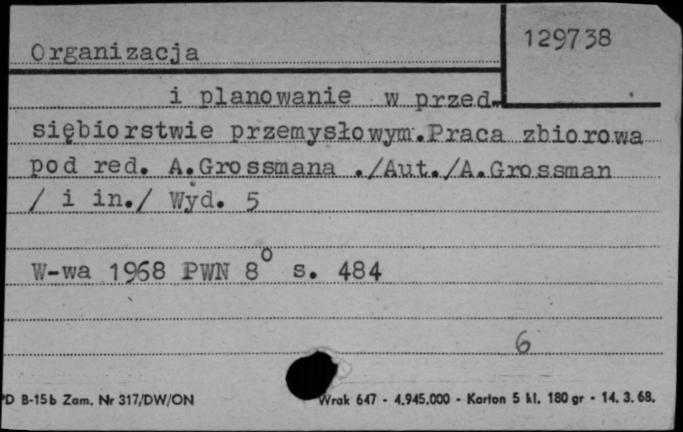 129738
Organizacja
i planowanie w przed-
siębiorstwie przemysłowym.Praca zbiorowa
pod red. A.Grossmana ./Aut./A.Grossman
/ i in./ Wyd. 5
W-wa 1968 PWN 8° s. 484
6
PD B-15b Zam. Nr 317/DW/ON Wrak 647 - 4.945.000 - Karton 5 kl. 180 gr - 14. 3. 68.